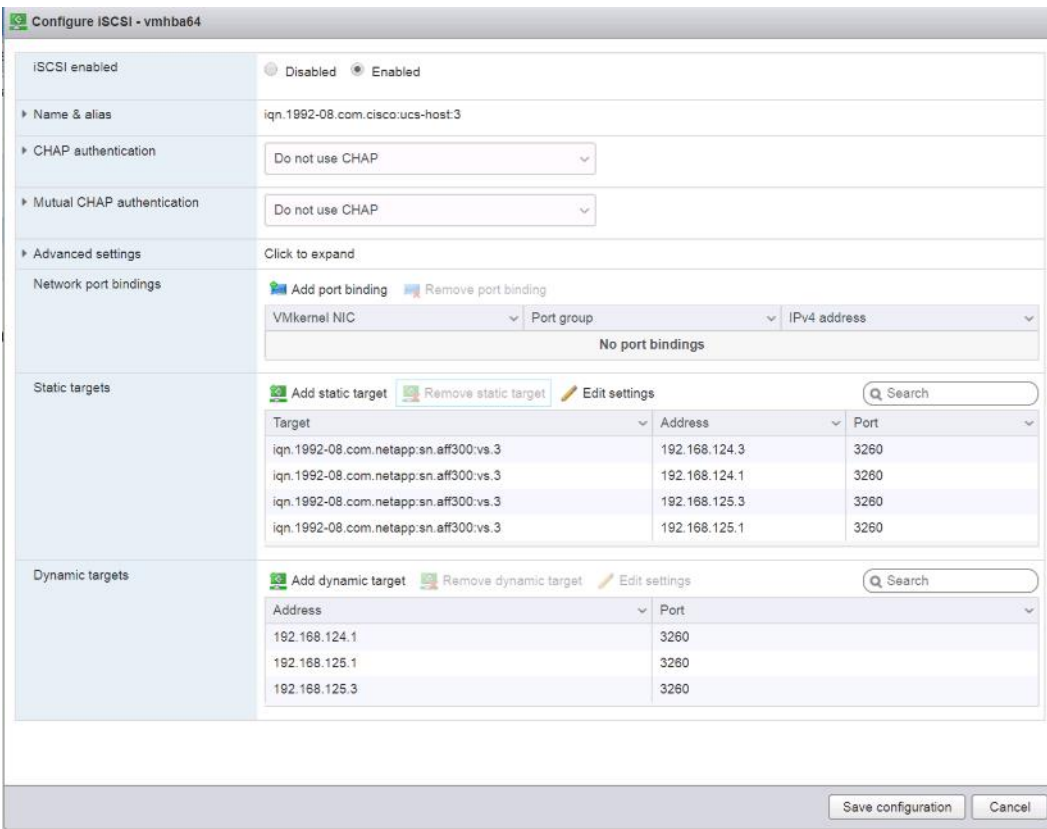 Configure iSCSI - vmhba64
iSCSI enabled Disabled Enabled
Name & alias iqn.1992-08.com.cisco:ucs-host:3
CHAP authentication Do not use CHAP
Mutual CHAP authentication Do not use CHAP
Advanced settings Click to expand
Network port bindings Add port binding Remove port binding
VMkernel NIC Port group IPv4 address
No port bindings
Static targets Add static target Remove static target Edit settings Search
Target Address Port
iqn.1992-08.com.netapp:sn.aff300:vs.3 192.168.124.3 3260
iqn.1992-08.com.netapp:sn.aff300:vs.3 192.168.124.1 3260
iqn.1992-08.com.netapp:sn.aff300:vs.3 192.168.125.3 3260
iqn.1992-08.com.netapp:sn.aff300:vs.3 192.168.125.1 3260
Dynamic targets Add dynamic target Remove dynamic target Edit settings Search
Address Port
192.168.124.1 3260
192.168.125.1 3260
192.168.125.3 3260
Save configuration Cancel